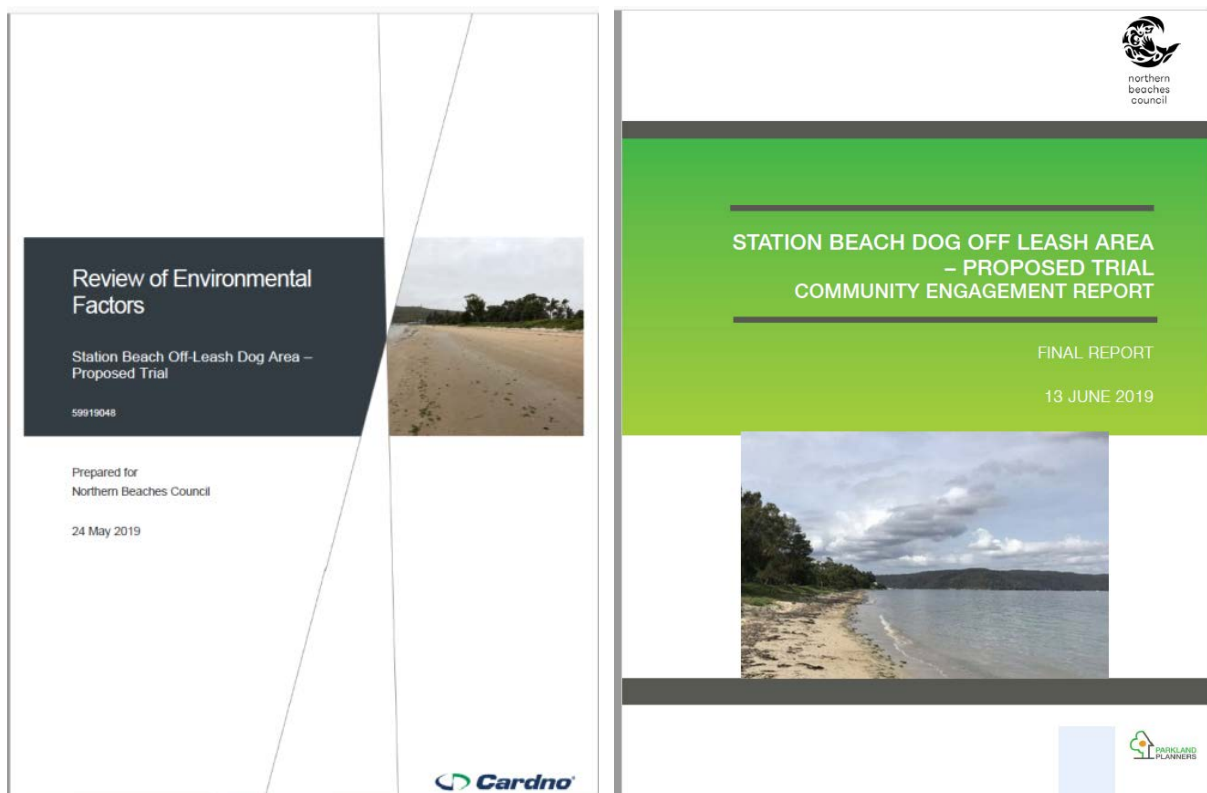 Review of Environmental
Factors
Station Beach Off-Leash Dog Area –
Proposed Trial
59919048
Prepared for
Northern Beaches Council
24 May 2019
Cardno
northern
beaches
council
STATION BEACH DOG OFF LEASH AREA
– PROPOSED TRIAL
COMMUNITY ENGAGEMENT REPORT
FINAL REPORT
13 JUNE 2019
PARKLAND
PLANNERS